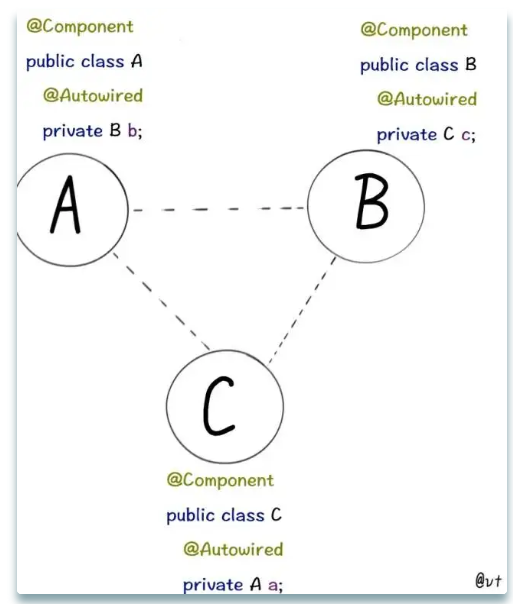 @Component
public class A
@Autowired
private B b;
@Component
public class B
@Autowired
private C c;
A
B
C
@Component
public class C
@Autowired
private A a;
@vt